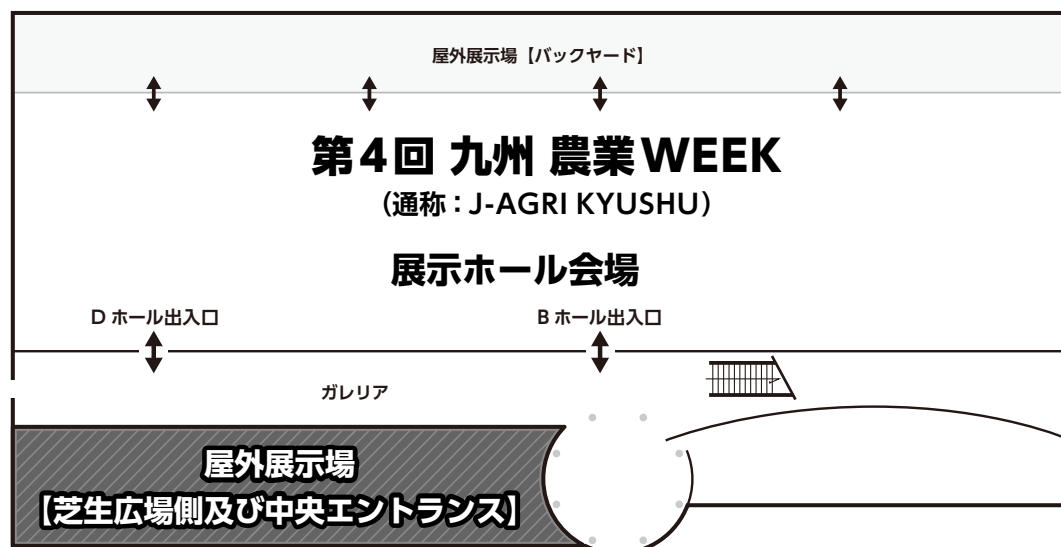 屋外展示場【バックヤード】
第4回 九州 農業WEEK
(通称：J-AGRI KYUSHU)
展示ホール会場
D ホール出入口
B ホール出入口
ガレリア
屋外展示場
【芝生広場側及び中央エントランス】